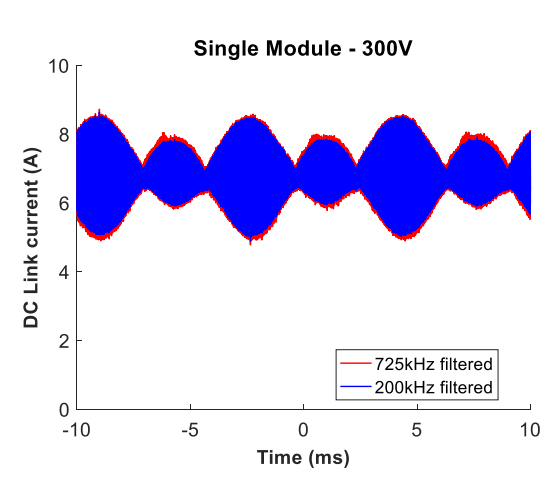 Single Module - 300V
10
8
6
4
2
0
DC Link current (A)
-10
-5
0
5
10
Time (ms)
725kHz filtered
200kHz filtered